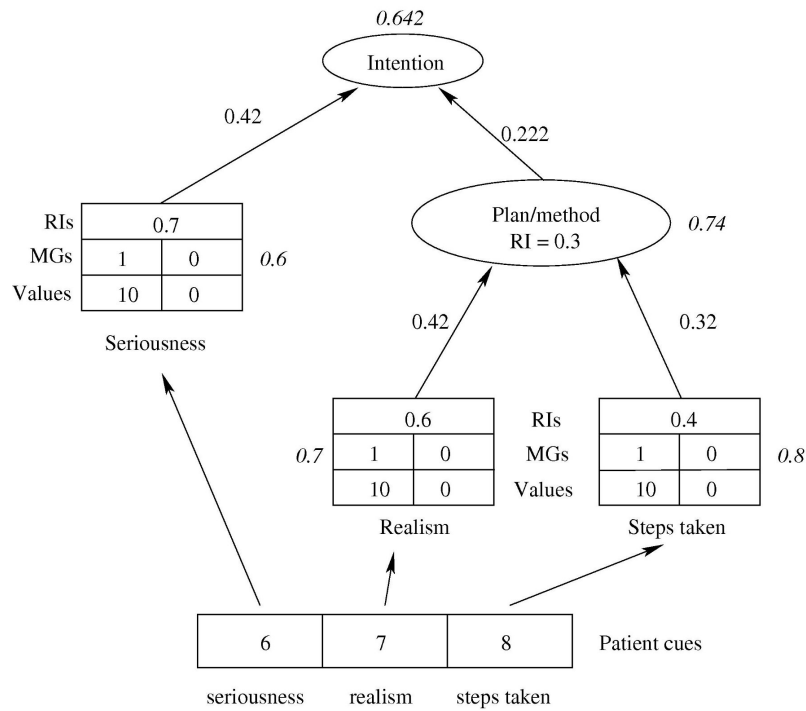 0.642
Intention
0.42
0.222
RIs 0.7
MGs 1 0 0.6
Values 10 0
Seriousness
Plan/method
RI = 0.3
0.74
0.42
0.32
0.6 RIs 0.4
0.7 1 0 MGs 1 0 0.8
10 0 Values 10 0
Realism Steps taken
6 7 8 Patient cues
seriousness realism steps taken